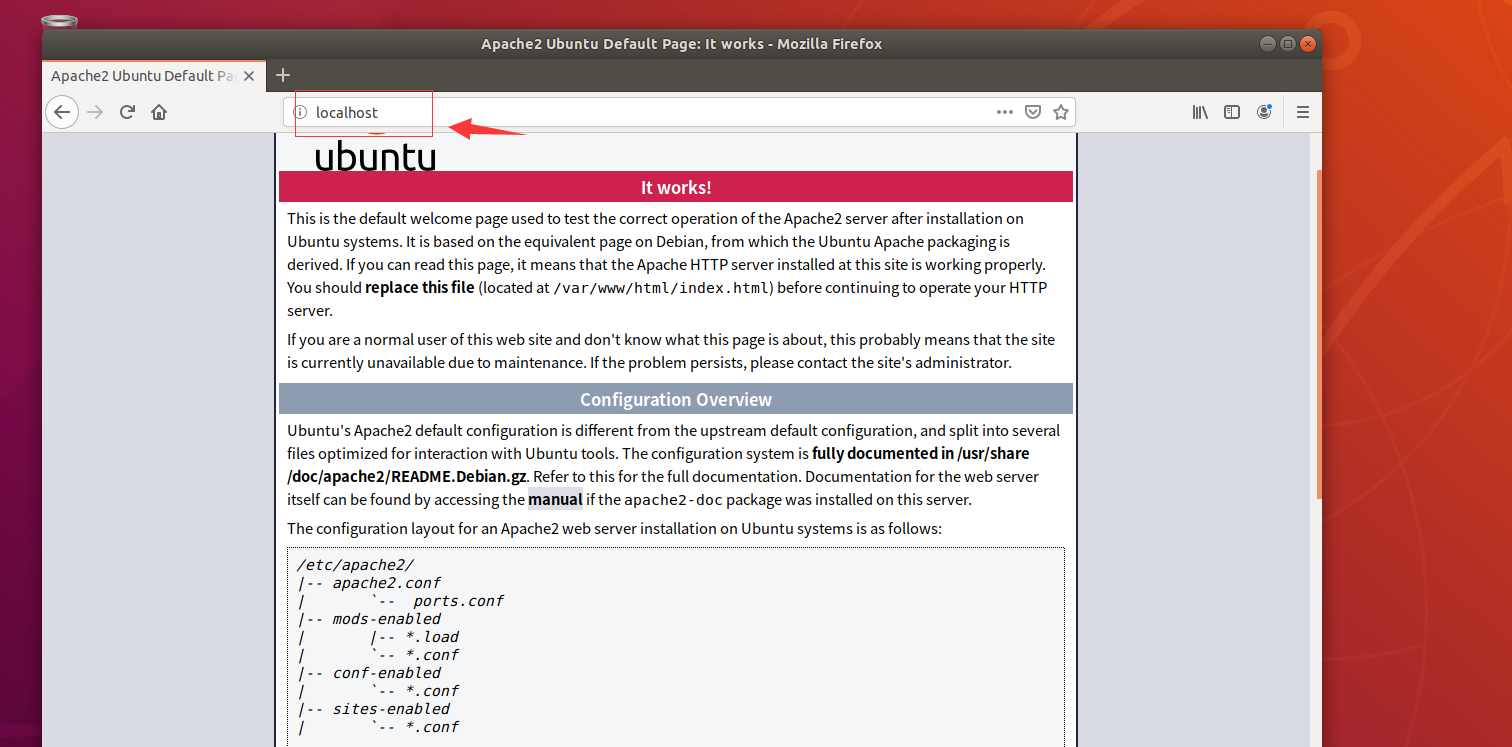 Apache2 Ubuntu Default Page: It works - Mozilla Firefox
Apache2 Ubuntu Default Pa
localhost
ubuntu
It works!
This is the default welcome page used to test the correct operation of the Apache2 server after installation on
Ubuntu systems. It is based on the equivalent page on Debian, from which the Ubuntu Apache packaging is
derived. If you can read this page, it means that the Apache HTTP server installed at this site is working properly.
You should replace this file (located at /var/www/html/index.html) before continuing to operate your HTTP
server.
If you are a normal user of this web site and don't know what this page is about, this probably means that the site
is currently unavailable due to maintenance. If the problem persists, please contact the site's administrator.
Configuration Overview
Ubuntu's Apache2 default configuration is different from the upstream default configuration, and split into several
files optimized for interaction with Ubuntu tools. The configuration system is fully documented in /usr/share
/doc/apache2/README.Debian.gz. Refer to this for the full documentation. Documentation for the web server
itself can be found by accessing the manual if the apache2-doc package was installed on this server.
The configuration layout for an Apache2 web server installation on Ubuntu systems is as follows:
/etc/apache2/
|-- apache2.conf
|       `--  ports.conf
|-- mods-enabled
|       |-- *.load
|       `-- *.conf
|-- conf-enabled
|       `-- *.conf
|-- sites-enabled
|       `-- *.conf